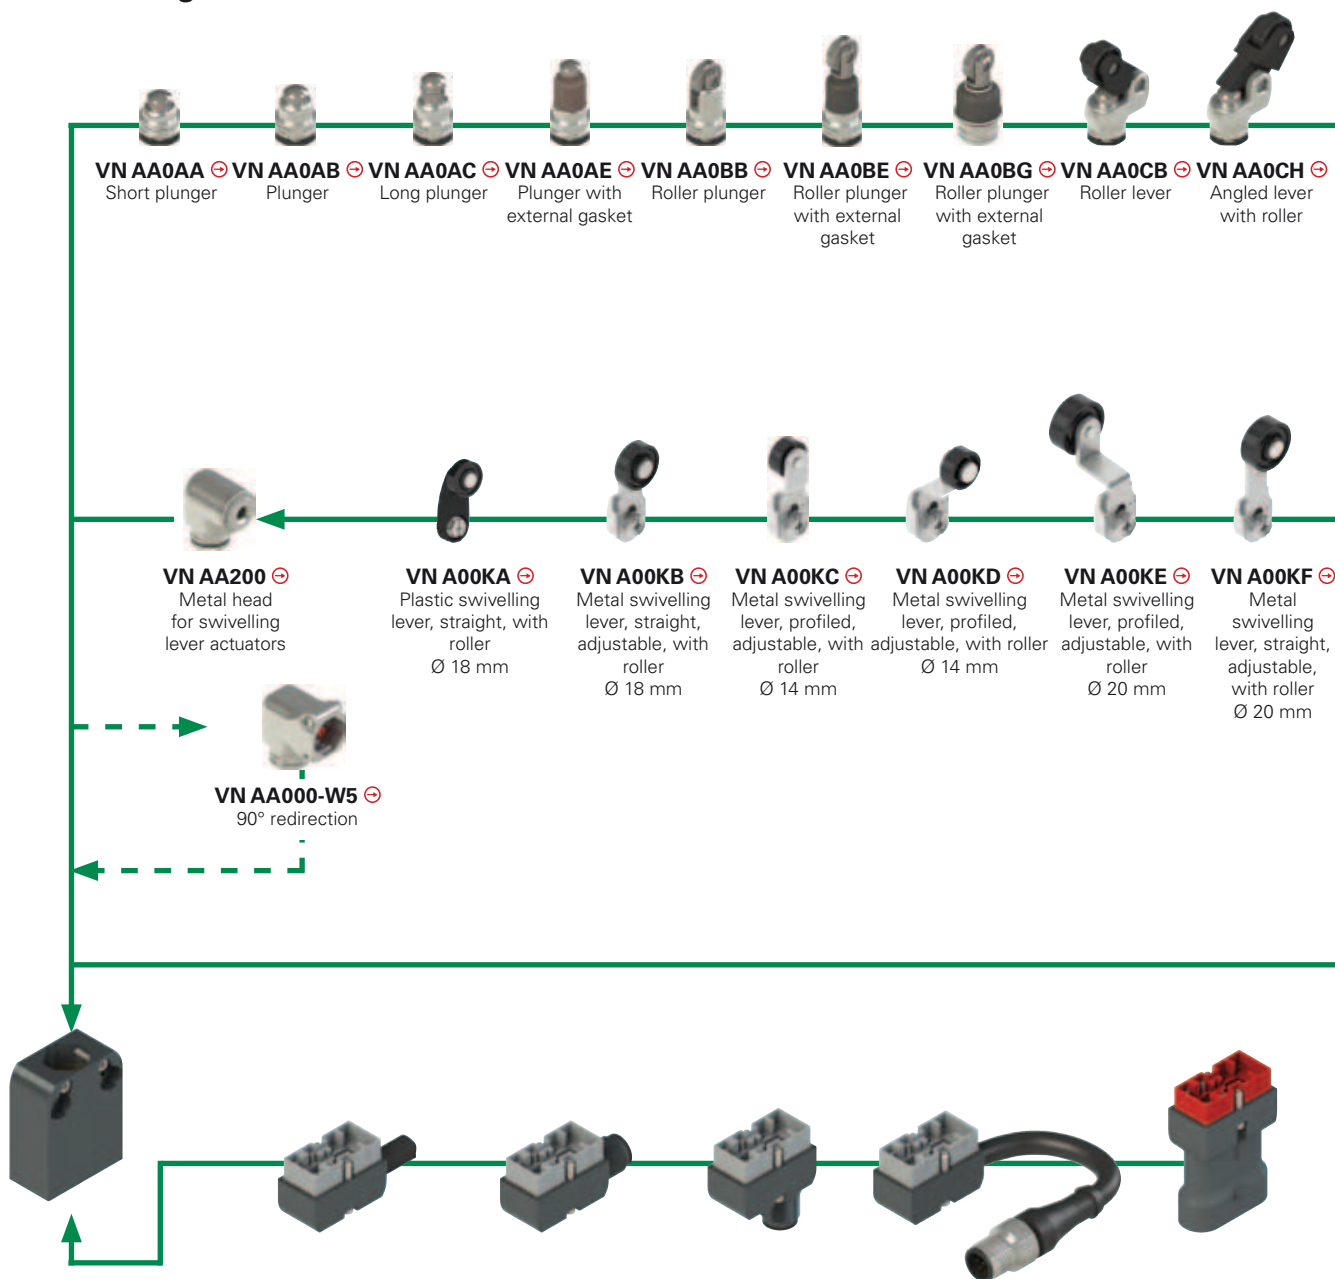 VN AA0AA
Short plunger
VN AA0AB
Plunger
VN AA0AC
Long plunger
VN AA0AE
Plunger with
external gasket
VN AA0BB
Roller plunger
VN AA0BE
Roller plunger
with external
gasket
VN AA0BG
Roller plunger
with external
gasket
VN AA0CB
Roller lever
VN AA0CH
Angled lever
with roller
VN AA200
Metal head
for swivelling
lever actuators
VN A00KA
Plastic swivelling
lever, straight, with
roller
Ø 18 mm
VN A00KB
Metal swivelling
lever, straight,
adjustable, with
roller
Ø 18 mm
VN A00KC
Metal swivelling
lever, profiled,
adjustable, with
roller
Ø 14 mm
VN A00KD
Metal swivelling
lever, profiled,
adjustable, with roller
Ø 14 mm
VN A00KE
Metal swivelling
lever, profiled,
adjustable, with
roller
Ø 20 mm
VN A00KF
Metal
swivelling
lever, straight,
adjustable,
with roller
Ø 20 mm
VN AA000-W5
90° redirection